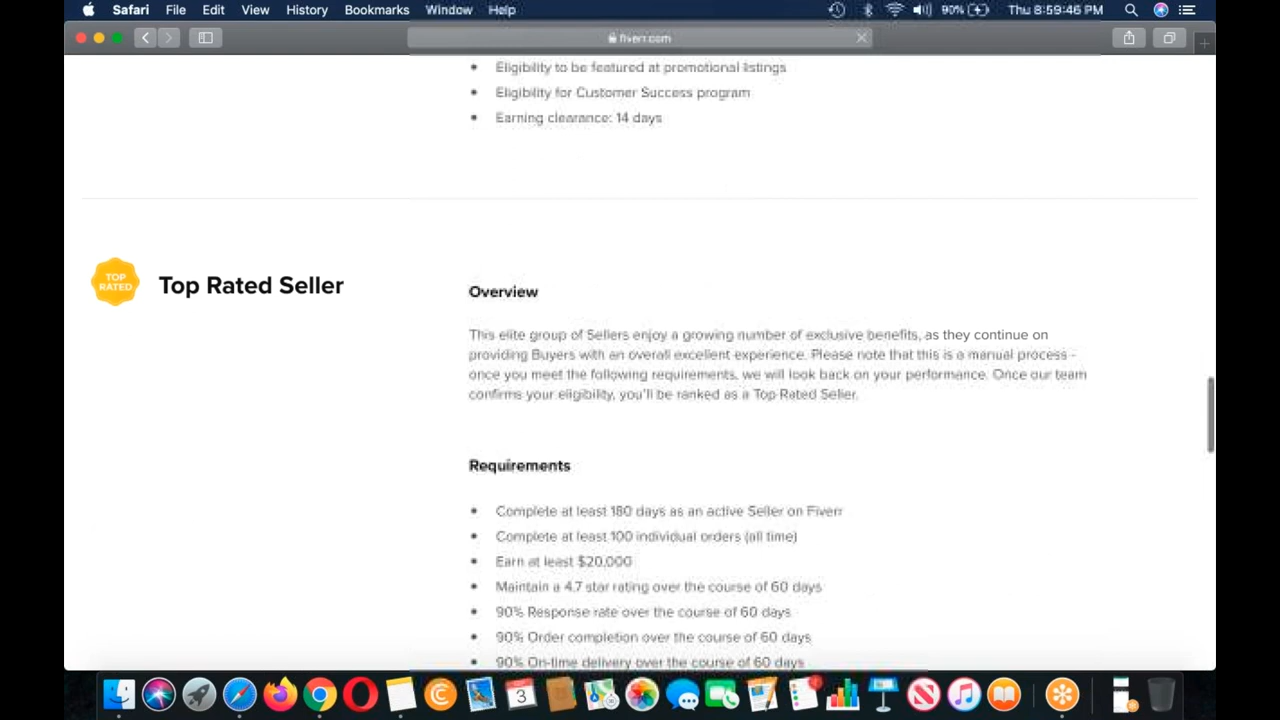 Safari File Edit View History Bookmarks Window Help 90% Thu 8:59:46 PM
fiverr.com
Eligibility to be featured at promotional listings
Eligibility for Customer Success program
Earning clearance: 14 days
TOP
RATED
Top Rated Seller
Overview
This elite group of Sellers enjoy a growing number of exclusive benefits, as they continue on
providing Buyers with an overall excellent experience. Please note that this is a manual process -
once you meet the following requirements, we will look back on your performance. Once our team
confirms your eligibility, you'll be ranked as a Top Rated Seller.
Requirements
Complete at least 180 days as an active Seller on Fiverr
Complete at least 100 individual orders (all time)
Earn at least $20,000
Maintain a 4.7 star rating over the course of 60 days
90% Response rate over the course of 60 days
90% Order completion over the course of 60 days
90% On-time delivery over the course of 60 days
3